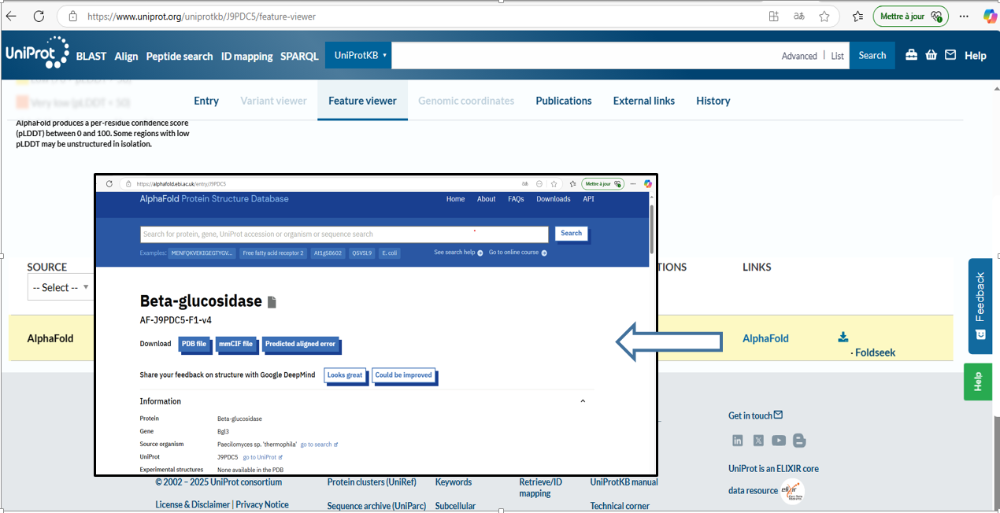 https://www.uniprot.org/uniprotkb/J9PDC5/feature-viewer
Mettre à jour
UniProt BLAST Align Peptide search ID mapping SPARQL UniProtKB Advanced | List Search Help
Very low (pLDDT < 50)
Entry Variant viewer Feature viewer Genomic coordinates Publications External links History
AlphaFold produces a per-residue confidence score
(pLDDT) between 0 and 100. Some regions with low
pLDDT may be unstructured in isolation.
https://alphafold.ebi.ac.uk/entry/J9PDC5
Mettre à jour
AlphaFold Protein Structure Database Home About FAQs Downloads API
Search for protein, gene, UniProt accession or organism or sequence search Search
Examples: MENFQKVEKIGEGTYGV... Free fatty acid receptor 2 At1g58602 Q5VSL9 E. coli See search help Go to online course
Beta-glucosidase
AF-J9PDC5-F1-v4
Download PDB file mmCIF file Predicted aligned error
Share your feedback on structure with Google DeepMind Looks great Could be improved
Information
Protein Beta-glucosidase
Gene Bgl3
Source organism Paecilomyces sp. 'thermophila' go to search
UniProt J9PDC5 go to UniProt
Experimental structures None available in the PDB
SOURCE TIONS LINKS
-- Select --
AlphaFold AlphaFold
· Foldseek
Feedback
Help
Get in touch
UniProt is an ELIXIR core
data resource elixir
© 2002 – 2025 UniProt consortium Protein clusters (UniRef) Keywords Retrieve/ID UniProtKB manual
mapping
License & Disclaimer | Privacy Notice Sequence archive (UniParc) Subcellular Technical corner